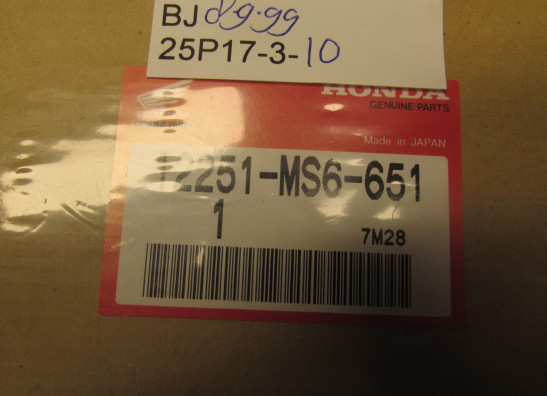 BJ 89.99
25P17-3-10
HONDA
GENUINE PARTS
Made in JAPAN
12251-MS6-651
1
7M28